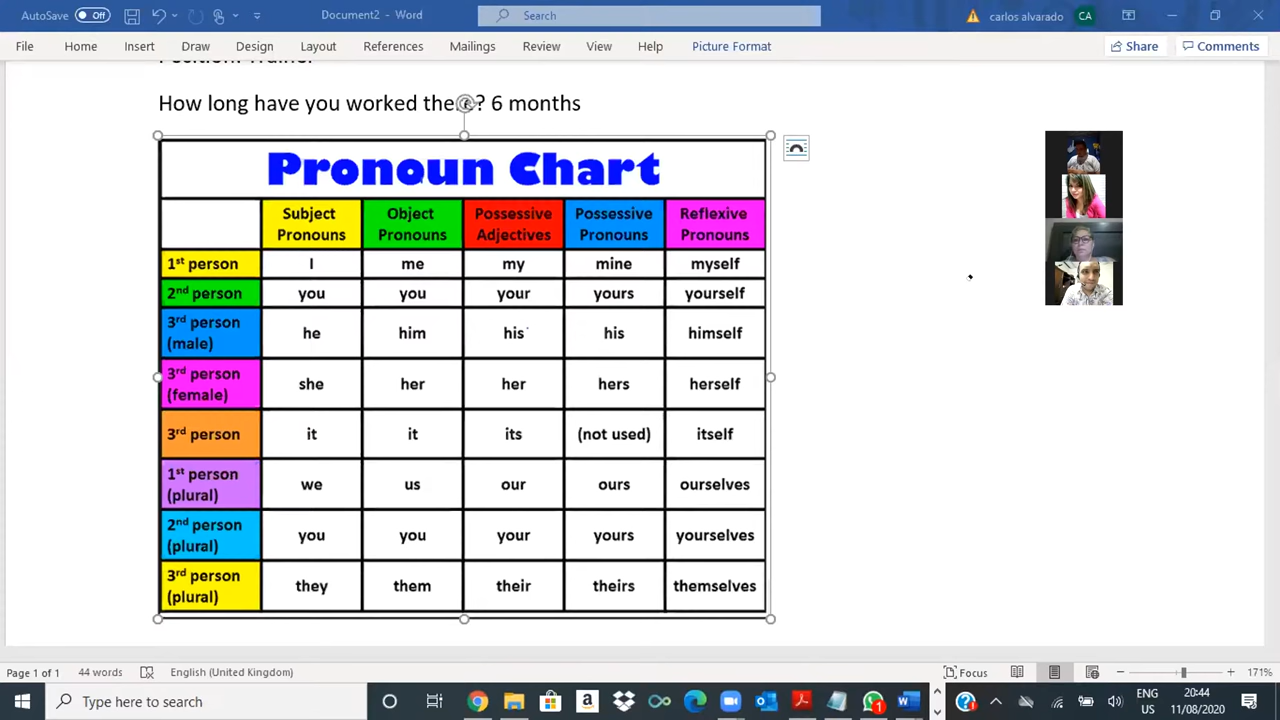 AutoSave Off Document2 - Word Search carlos alvarado CA
File Home Insert Draw Design Layout References Mailings Review View Help Picture Format Share Comments
Position: Trainer
How long have you worked there? 6 months
Pronoun Chart
Subject Pronouns Object Pronouns Possessive Adjectives Possessive Pronouns Reflexive Pronouns
1st person I me my mine myself
2nd person you you your yours yourself
3rd person (male) he him his his himself
3rd person (female) she her her hers herself
3rd person it it its (not used) itself
1st person (plural) we us our ours ourselves
2nd person (plural) you you your yours yourselves
3rd person (plural) they them their theirs themselves
Page 1 of 1 44 words English (United Kingdom) Focus 171%
Type here to search ENG 20:44
US 11/08/2020